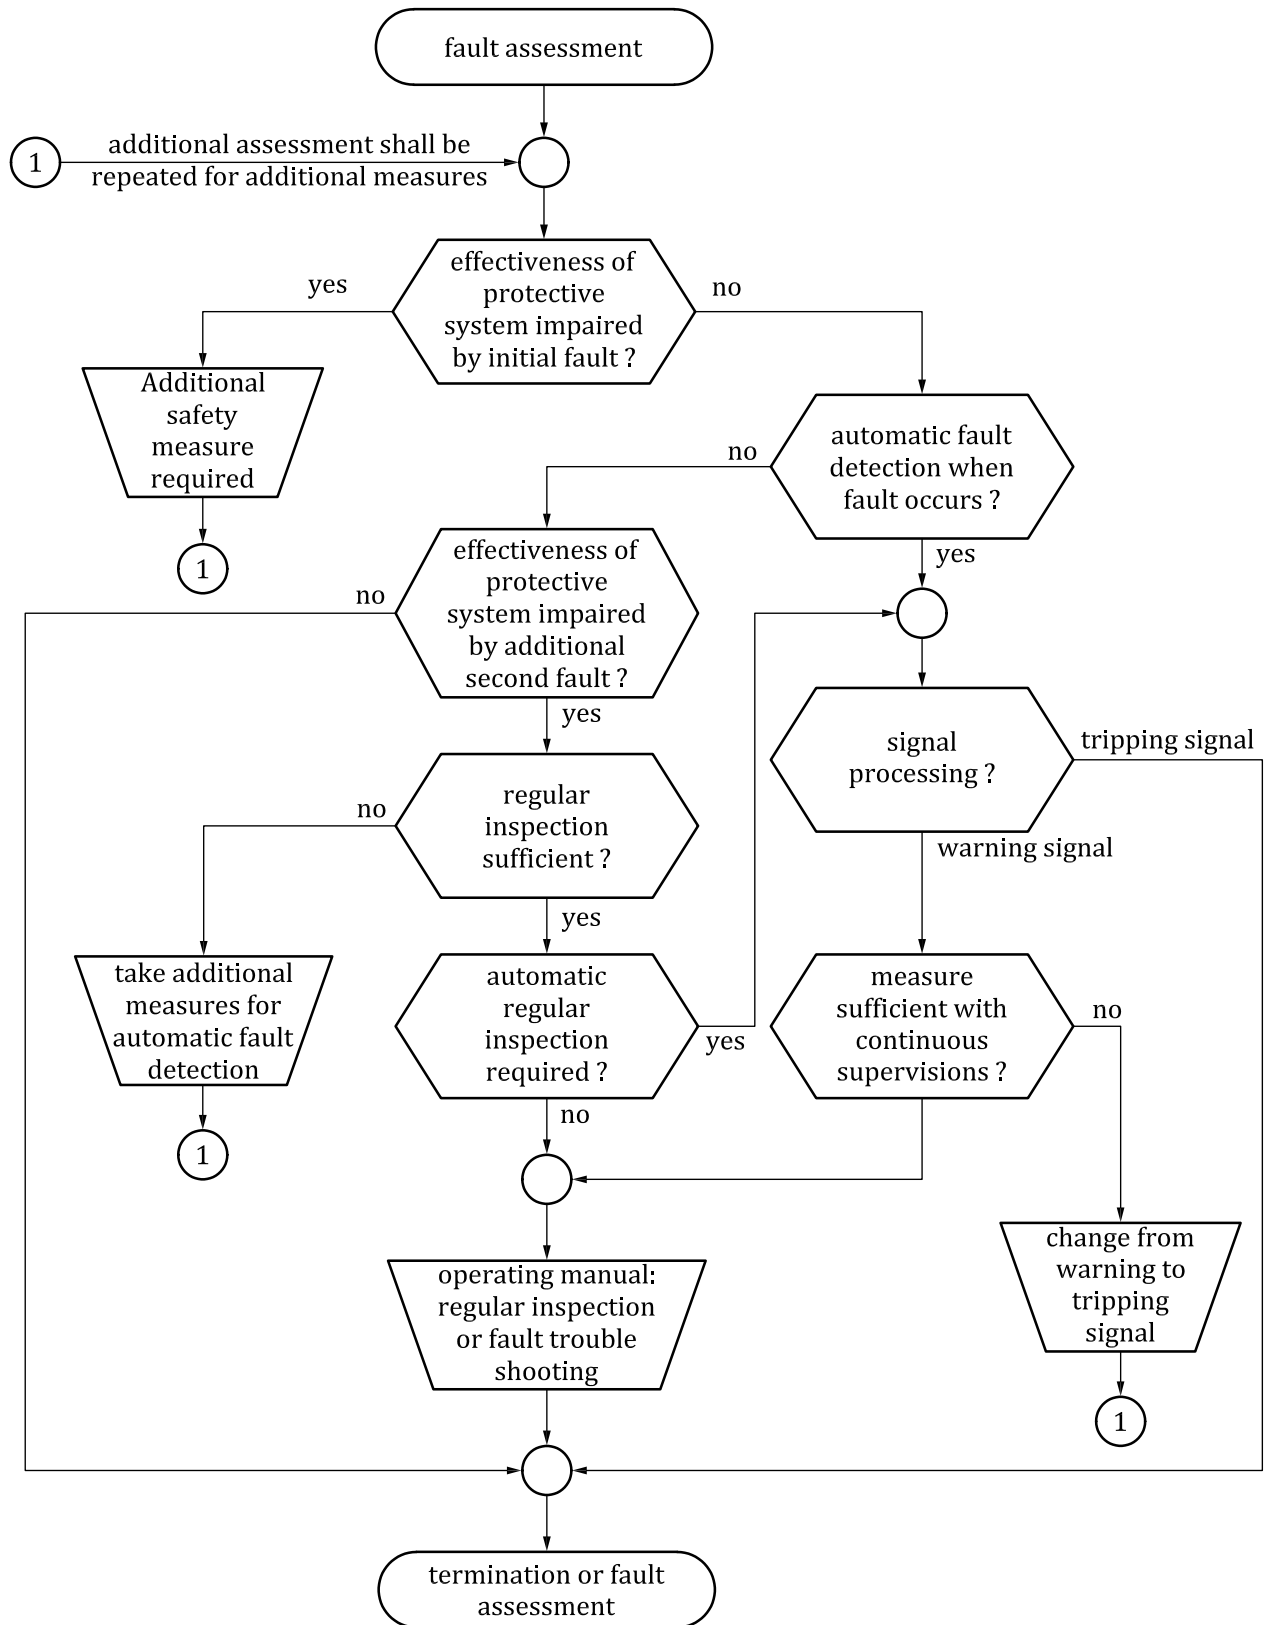 fault assessment
1
additional assessment shall be
repeated for additional measures
effectiveness of
protective
system impaired
by initial fault ?
yes
no
Additional
safety
measure
required
1
automatic fault
detection when
fault occurs ?
no
yes
effectiveness of
protective
system impaired
by additional
second fault ?
no
yes
signal
processing ?
tripping signal
warning signal
regular
inspection
sufficient ?
no
yes
take additional
measures for
automatic fault
detection
1
automatic
regular
inspection
required ?
yes
no
measure
sufficient with
continuous
supervisions ?
no
operating manual:
regular inspection
or fault trouble
shooting
change from
warning to
tripping
signal
1
termination or fault
assessment